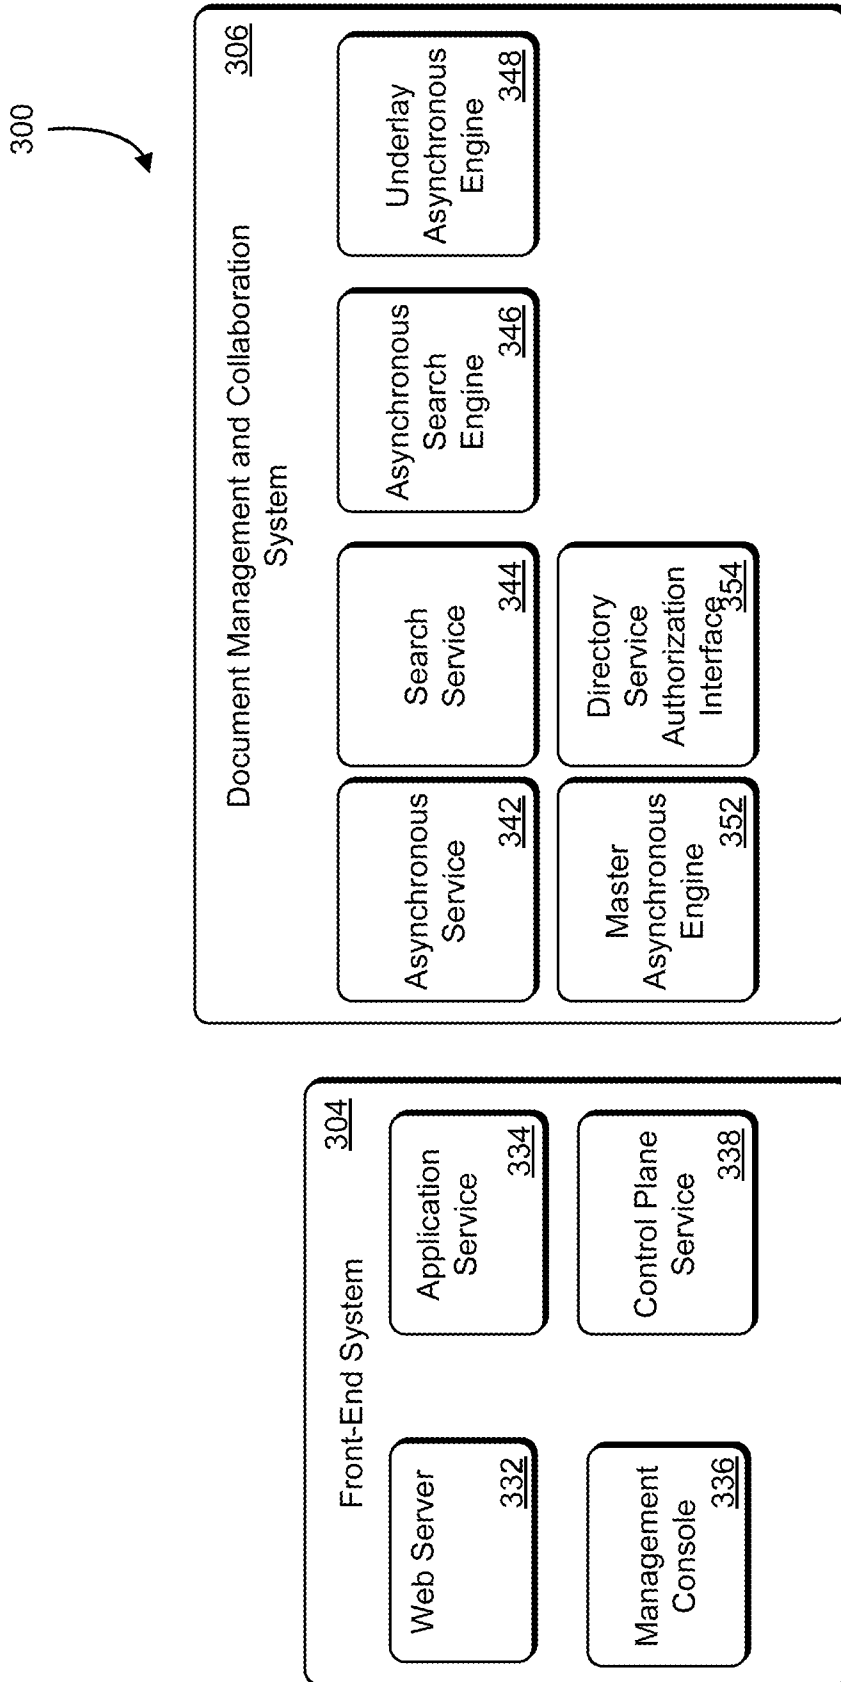 300
Front-End System
304
Web Server
332
Application
Service
334
Management
Console
336
Control Plane
Service
338
Document Management and Collaboration
System
306
Asynchronous
Service
342
Search
Service
344
Asynchronous
Search
Engine
346
Underlay
Asynchronous
Engine
348
Master
Asynchronous
Engine
352
Directory
Service
Authorization
Interface
354